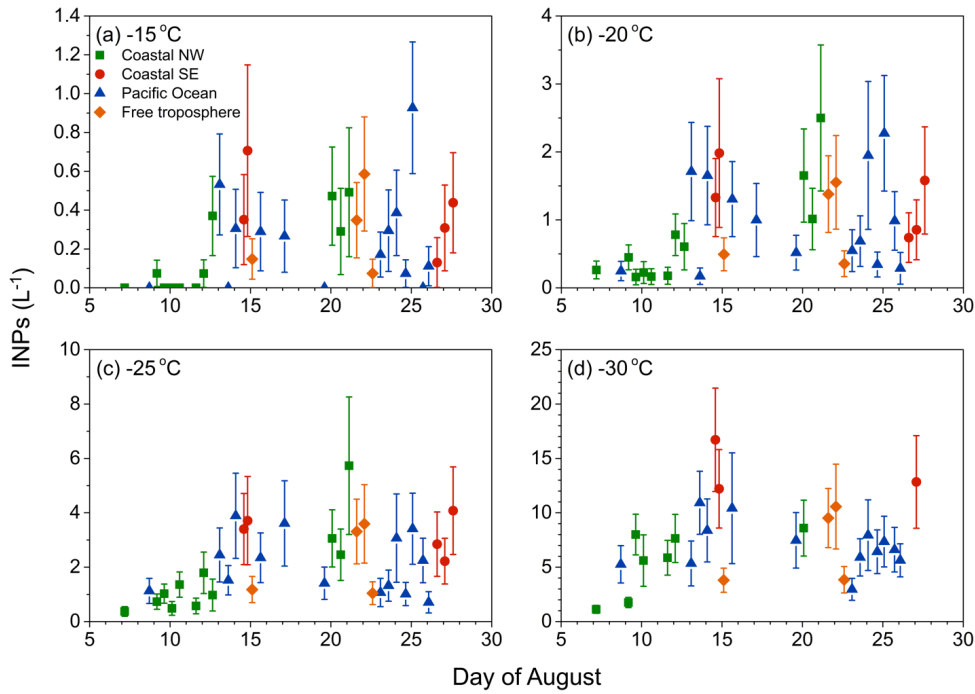 (a) -15 °C
Coastal NW
Coastal SE
Pacific Ocean
Free troposphere
1.4
1.2
1.0
0.8
0.6
0.4
0.2
0.0
5 10 15 20 25 30
(b) -20 °C
4
3
2
1
0
5 10 15 20 25 30
INPs (L⁻¹)
(c) -25 °C
10
8
6
4
2
0
5 10 15 20 25 30
(d) -30 °C
25
20
15
10
5
0
5 10 15 20 25 30
Day of August